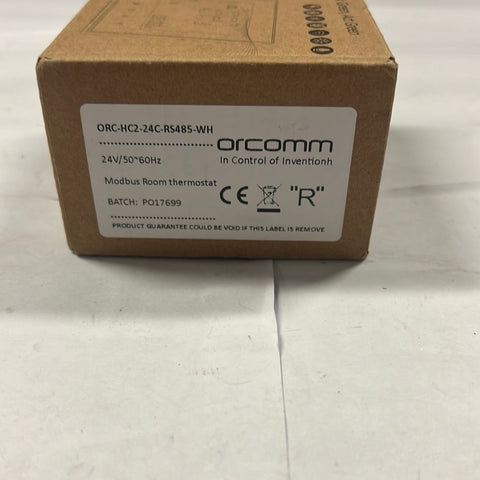 ORC-HC2-24C-RS485-WH
orcomm
24V/50~60Hz
In Control of Inventionh
Modbus Room thermostat
CE "R"
BATCH: PO17699
PRODUCT GUARANTEE COULD BE VOID IF THIS LABEL IS REMOVE